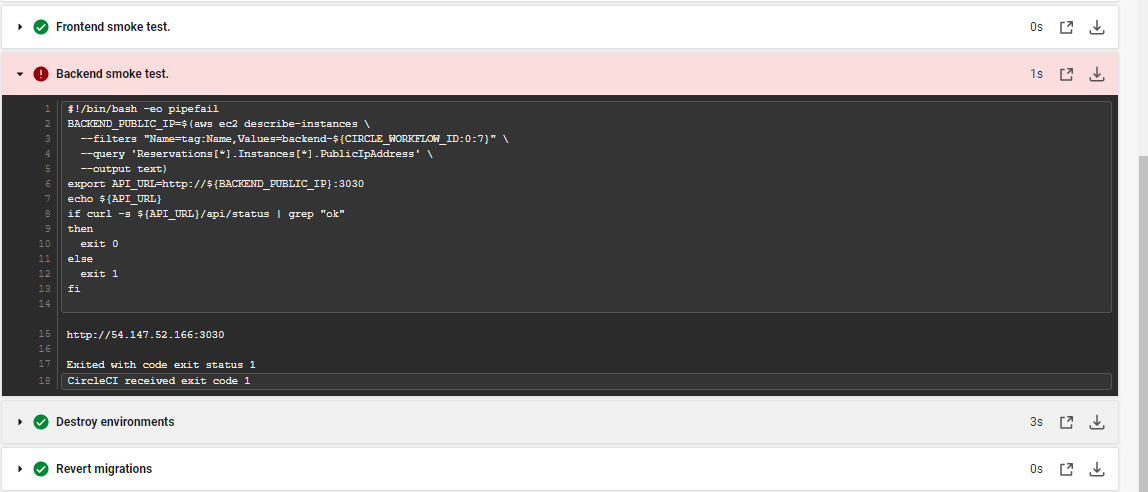 Frontend smoke test. 0s
Backend smoke test. 1s
1 #!/bin/bash -eo pipefail
2 BACKEND_PUBLIC_IP=$(aws ec2 describe-instances \
3 --filters "Name=tag:Name,Values=backend-${CIRCLE_WORKFLOW_ID:0:7}" \
4 --query 'Reservations[*].Instances[*].PublicIpAddress' \
5 --output text)
6 export API_URL=http://${BACKEND_PUBLIC_IP}:3030
7 echo ${API_URL}
8 if curl -s ${API_URL}/api/status | grep "ok"
9 then
10 exit 0
11 else
12 exit 1
13 fi
14
15 http://54.147.52.166:3030
16
17 Exited with code exit status 1
18 CircleCI received exit code 1
Destroy environments 3s
Revert migrations 0s